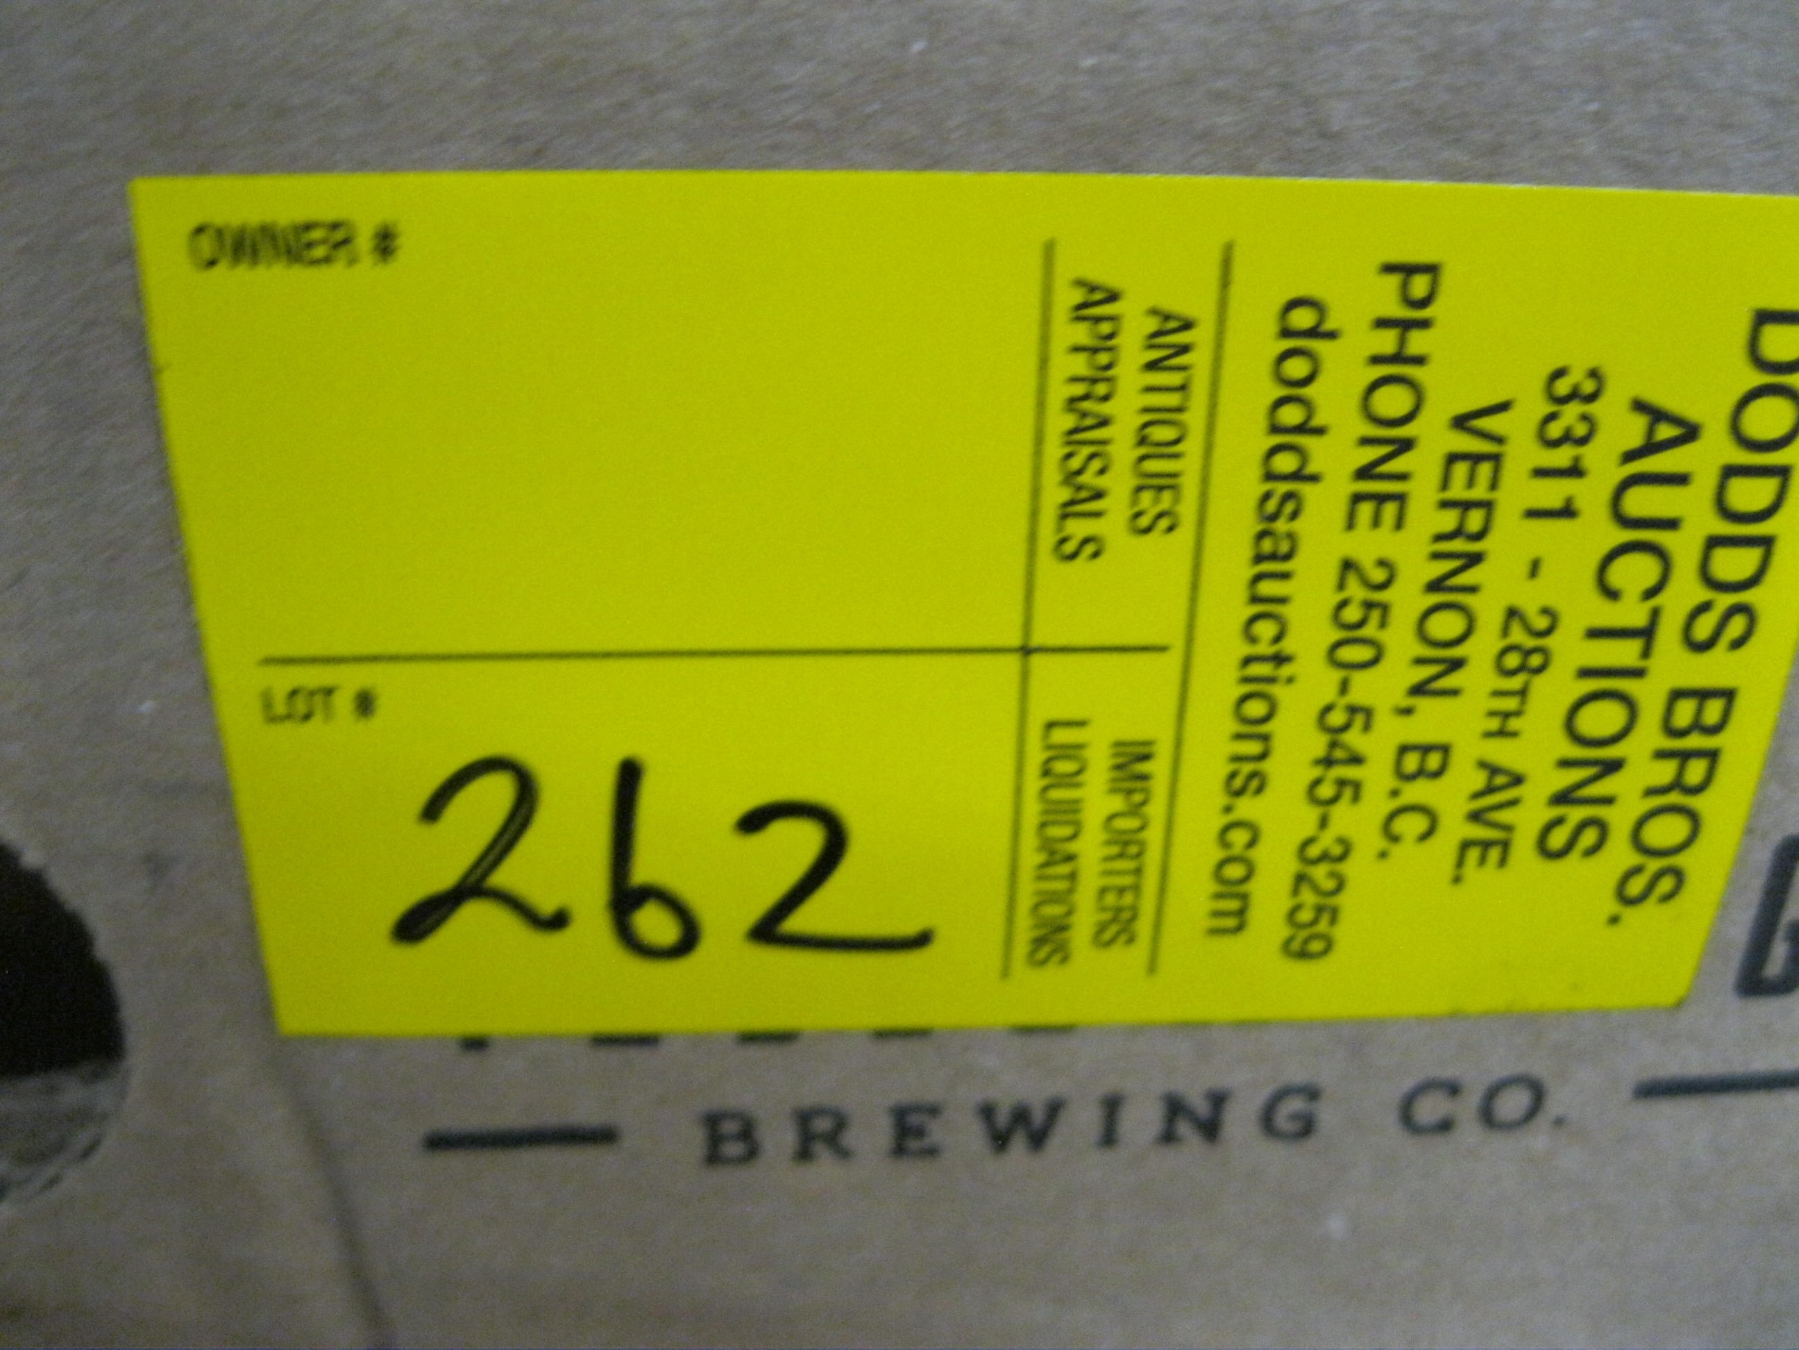 OWNER #
LOT #
262
DODDS BROS.
AUCTIONS
3311 - 28TH AVE.
VERNON, B.C.
PHONE 250-545-3259
doddsauctions.com
ANTIQUES
APPRAISALS
IMPORTERS
LIQUIDATIONS
BREWING CO.